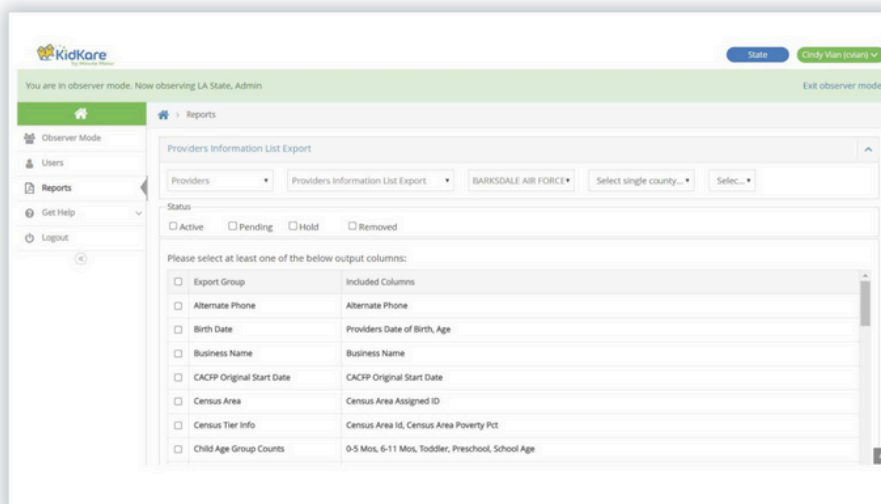 KidKare
by Minute Menu
State
Cindy Vian (cvian)
You are in observer mode. Now observing LA State, Admin
Exit observer mode
> Reports
Observer Mode
Users
Reports
Get Help
Logout
Providers Information List Export
Providers
Providers Information List Export
BARKSDALE AIR FORCE
Select single county...
Selec...
Status
Active
Pending
Hold
Removed
Please select at least one of the below output columns:
Export Group Included Columns
Alternate Phone Alternate Phone
Birth Date Providers Date of Birth, Age
Business Name Business Name
CACFP Original Start Date CACFP Original Start Date
Census Area Census Area Assigned ID
Census Tier Info Census Area Id, Census Area Poverty Pct
Child Age Group Counts 0-5 Mos, 6-11 Mos, Toddler, Preschool, School Age